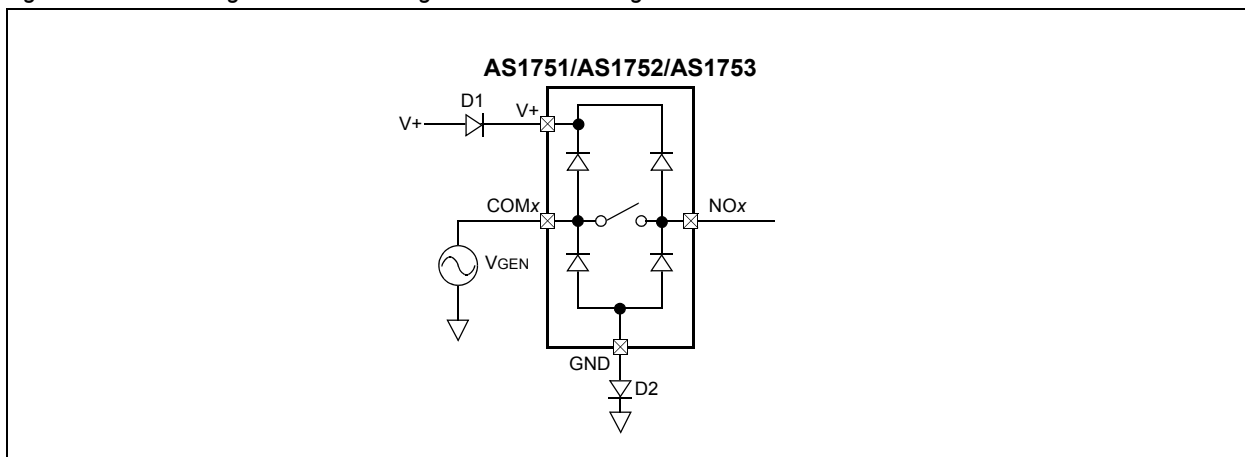 AS1751/AS1752/AS1753
D1
V+
V+
COMx
NOx
VGEN
GND
D2